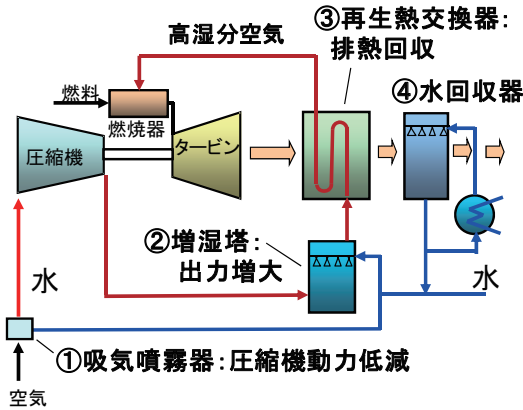 ③再生熱交換器:
排熱回収
高湿分空気
④水回収器
燃料
燃焼器
圧縮機
タービン
②増湿塔:
出力増大
水
水
①吸気噴霧器:圧縮機動力低減
空気